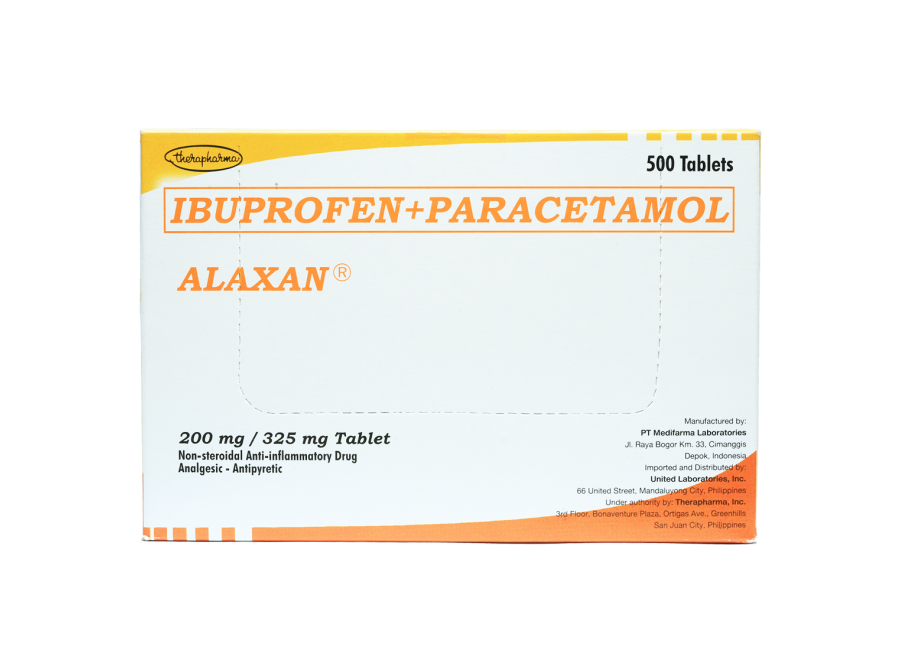 therapharma
500 Tablets
IBUPROFEN+PARACETAMOL
ALAXAN®
200 mg / 325 mg Tablet
Non-steroidal Anti-inflammatory Drug
Analgesic - Antipyretic
Manufactured by:
PT Medifarma Laboratories
Jl. Raya Bogor Km. 33, Cimanggis
Depok, Indonesia
Imported and Distributed by:
United Laboratories, Inc.
66 United Street, Mandaluyong City, Philippines
Under authority by: Therapharma, Inc.
3rd Floor, Bonaventure Plaza, Ortigas Ave., Greenhills
San Juan City, Philippines